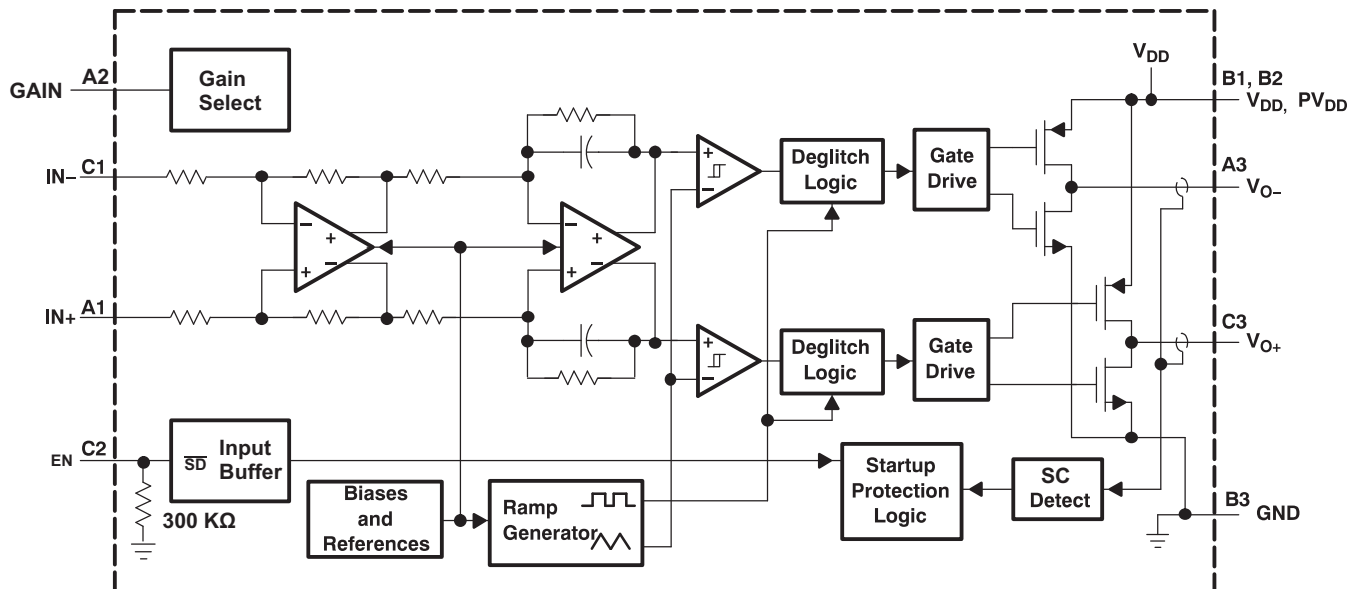 V_DD
B1, B2
GAIN A2
Gain
Select
V_DD, PV_DD
IN– C1
+
–
Deglitch
Logic
Gate
Drive
A3
V_O–
–
+
–
+
–
+
–
+
IN+ A1
+
–
Deglitch
Logic
Gate
Drive
C3
V_O+
EN C2
S̅D̅ Input
Buffer
300 KΩ
Biases
and
References
Ramp
Generator
Startup
Protection
Logic
SC
Detect
B3 GND